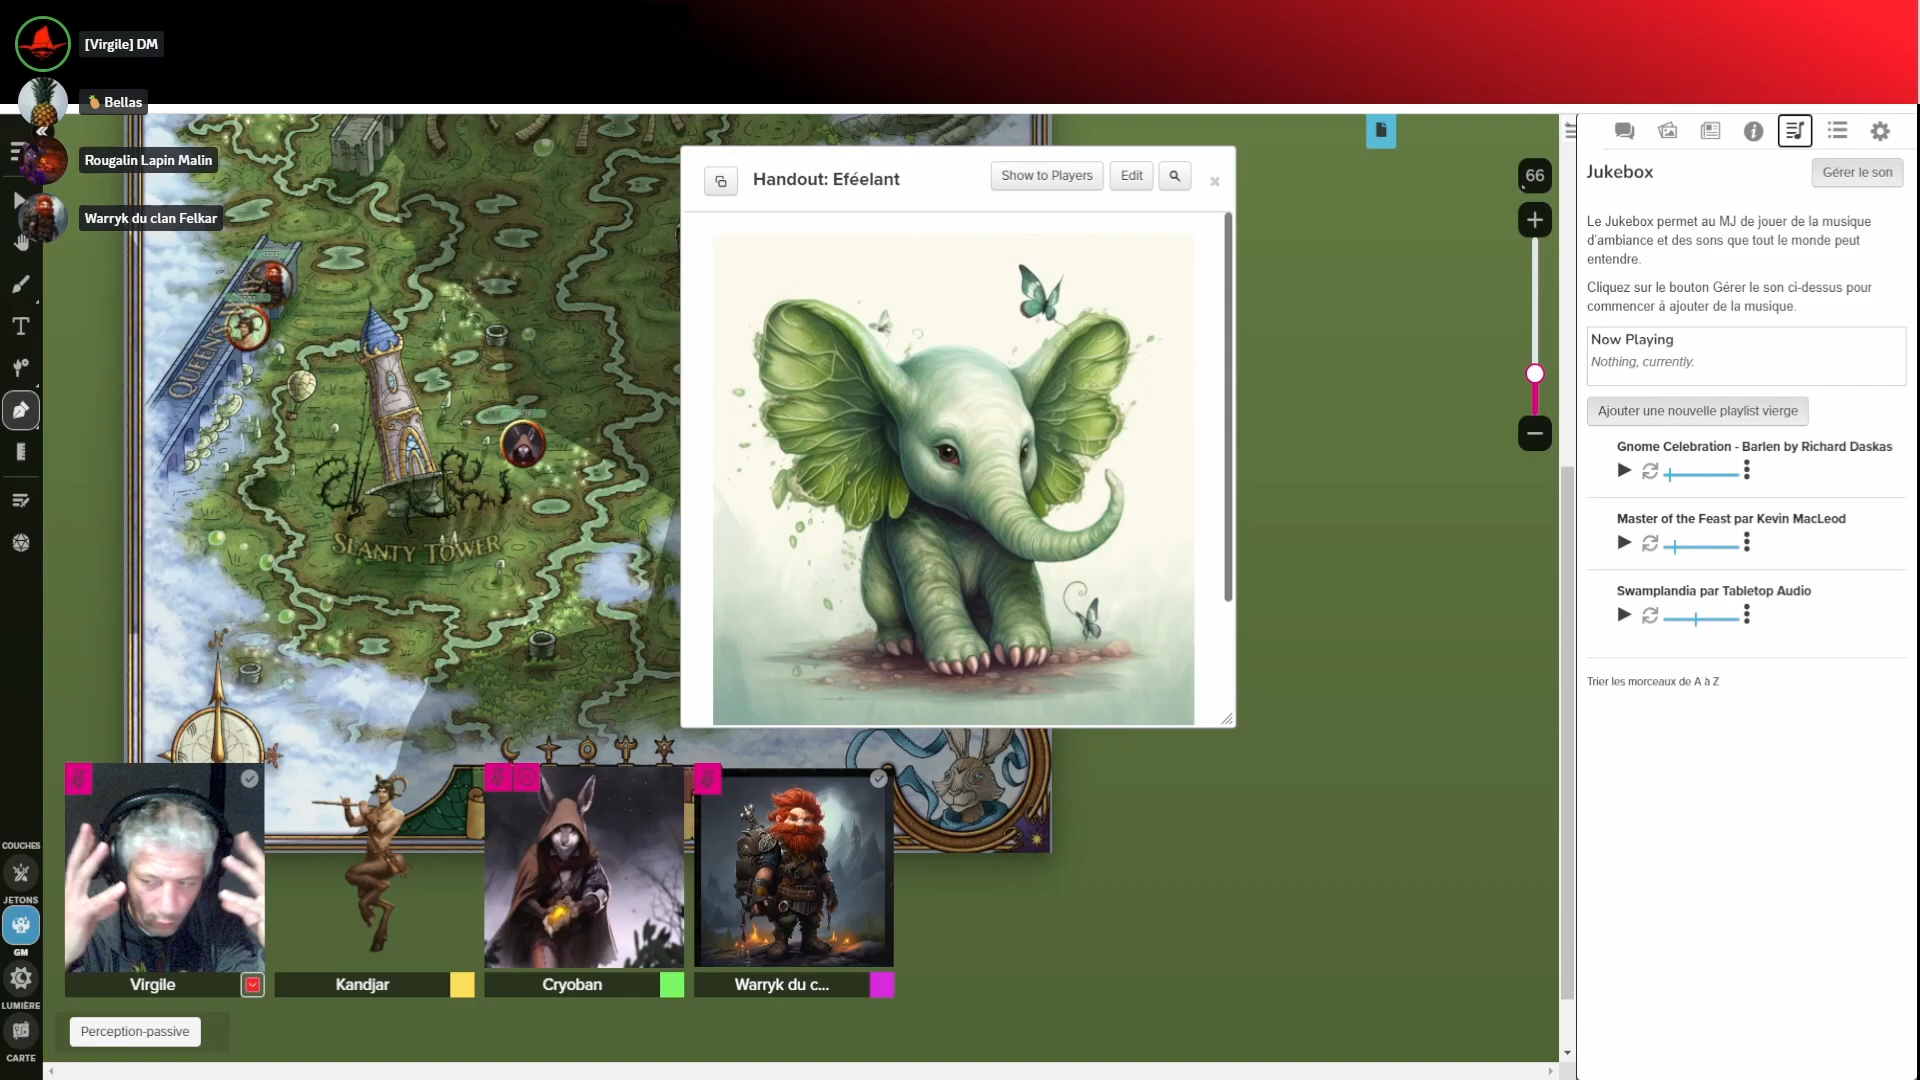 [Virgile] DM
🍍 Bellas
Rougalin Lapin Malin
Warryk du clan Felkar
QUEEN'S
SLANTY TOWER
N
Handout: Eféelant
Show to Players
Edit
66
Jukebox
Gérer le son
Le Jukebox permet au MJ de jouer de la musique
d'ambiance et des sons que tout le monde peut
entendre.
Cliquez sur le bouton Gérer le son ci-dessus pour
commencer à ajouter de la musique.
Now Playing
Nothing, currently.
Ajouter une nouvelle playlist vierge
Gnome Celebration - Barlen by Richard Daskas
Master of the Feast par Kevin MacLeod
Swamplandia par Tabletop Audio
Trier les morceaux de A à Z
COUCHES
JETONS
GM
LUMIÈRE
CARTE
Virgile
Kandjar
Cryoban
Warryk du c...
Perception-passive